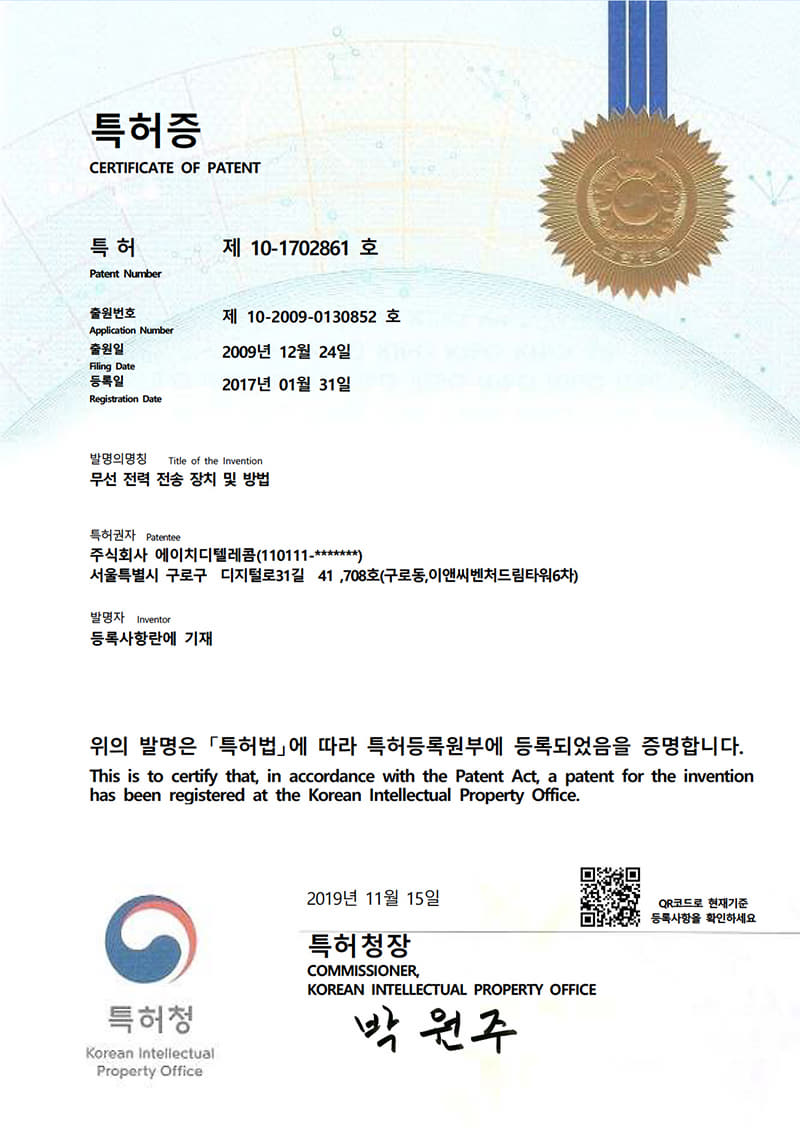 특허증
CERTIFICATE OF PATENT
특 허 제 10-1702861 호
Patent Number
출원번호 제 10-2009-0130852 호
Application Number
출원일 2009년 12월 24일
Filing Date
등록일 2017년 01월 31일
Registration Date
발명의명칭 Title of the Invention
무선 전력 전송 장치 및 방법
특허권자 Patentee
주식회사 에이치디텔레콤(110111-*******)
서울특별시 구로구 디지털로31길 41 ,708호(구로동,이앤씨벤처드림타워6차)
발명자 Inventor
등록사항란에 기재
위의 발명은 「특허법」에 따라 특허등록원부에 등록되었음을 증명합니다.
This is to certify that, in accordance with the Patent Act, a patent for the invention
has been registered at the Korean Intellectual Property Office.
2019년 11월 15일
QR코드로 현재기준
등록사항을 확인하세요
특허청장
COMMISSIONER,
KOREAN INTELLECTUAL PROPERTY OFFICE
박원주
특허청
Korean Intellectual
Property Office